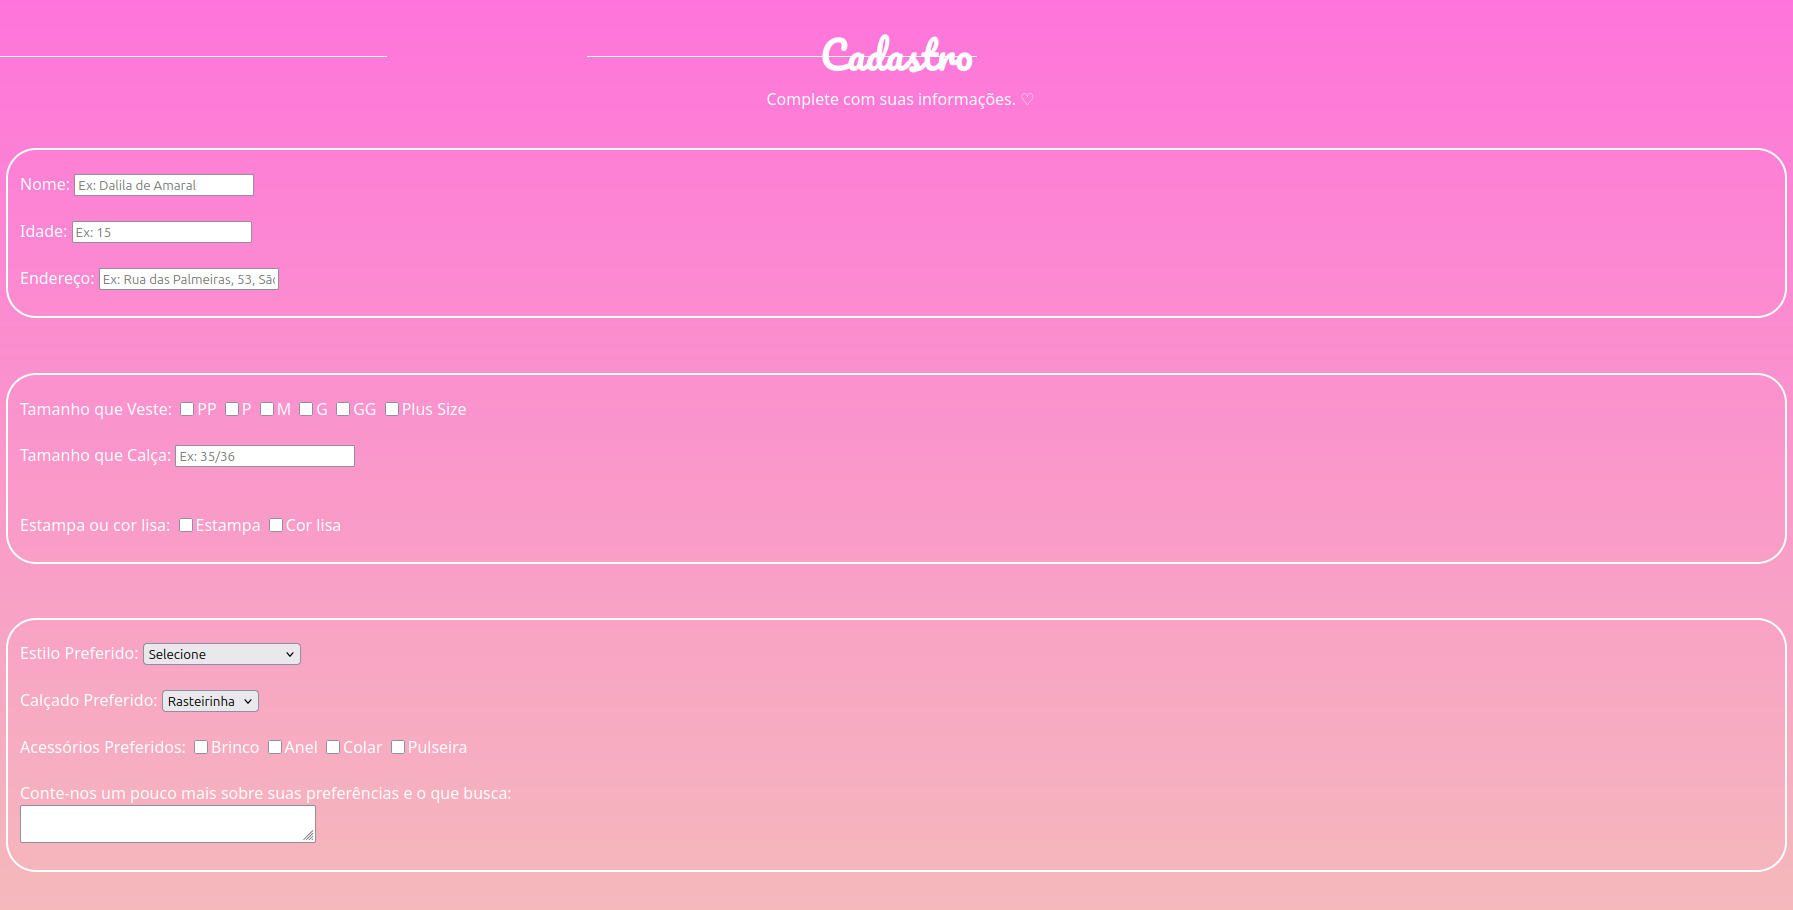 Cadastro
Complete com suas informações. ♡
Nome: Ex: Dalila de Amaral
Idade: Ex: 15
Endereço: Ex: Rua das Palmeiras, 53, Sã
Tamanho que Veste: PP P M G GG Plus Size
Tamanho que Calça: Ex: 35/36
Estampa ou cor lisa: Estampa Cor lisa
Estilo Preferido: Selecione
Calçado Preferido: Rasteirinha
Acessórios Preferidos: Brinco Anel Colar Pulseira
Conte-nos um pouco mais sobre suas preferências e o que busca: